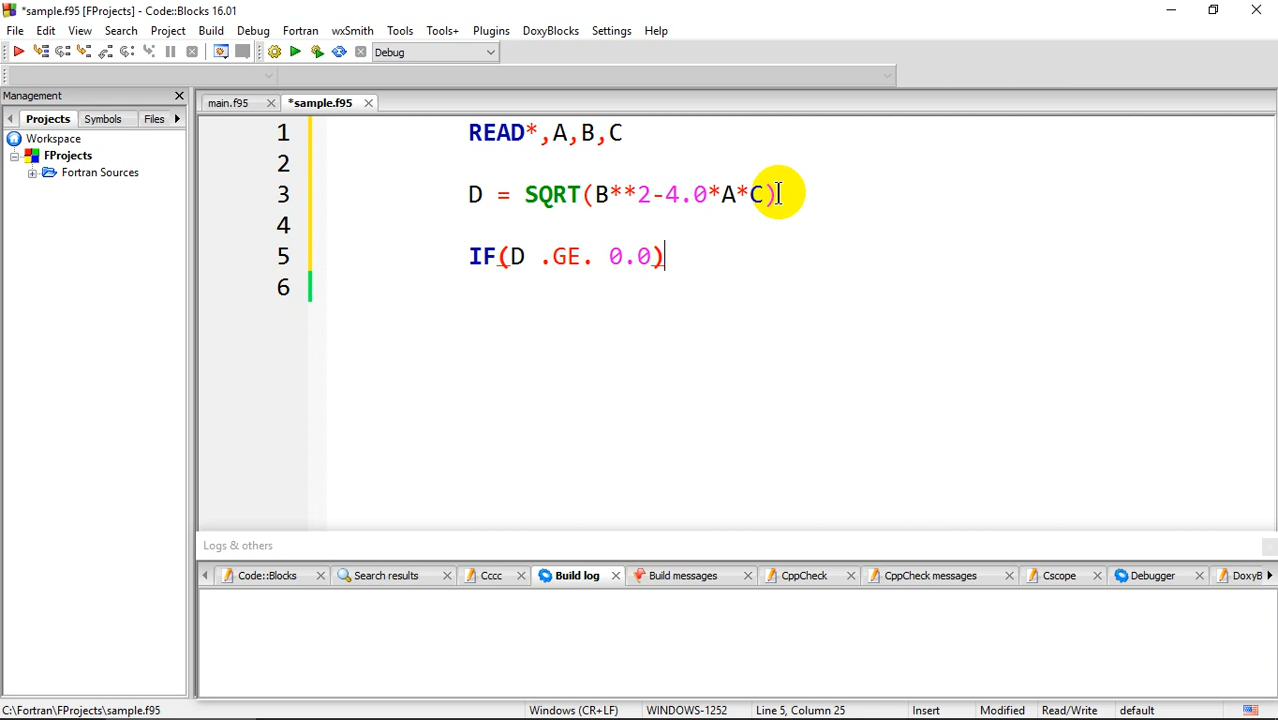 *sample.f95 [FProjects] - Code::Blocks 16.01
File Edit View Search Project Build Debug Fortran wxSmith Tools Tools+ Plugins DoxyBlocks Settings Help
Debug
Management
main.f95 *sample.f95
Projects Symbols Files
Workspace
FProjects
Fortran Sources
1 READ*,A,B,C
2
3 D = SQRT(B**2-4.0*A*C)
4
5 IF(D .GE. 0.0)
6
Logs & others
Code::Blocks Search results Cccc Build log Build messages CppCheck CppCheck messages Cscope Debugger DoxyB
C:\Fortran\FProjects\sample.f95 Windows (CR+LF) WINDOWS-1252 Line 5, Column 25 Insert Modified Read/Write default